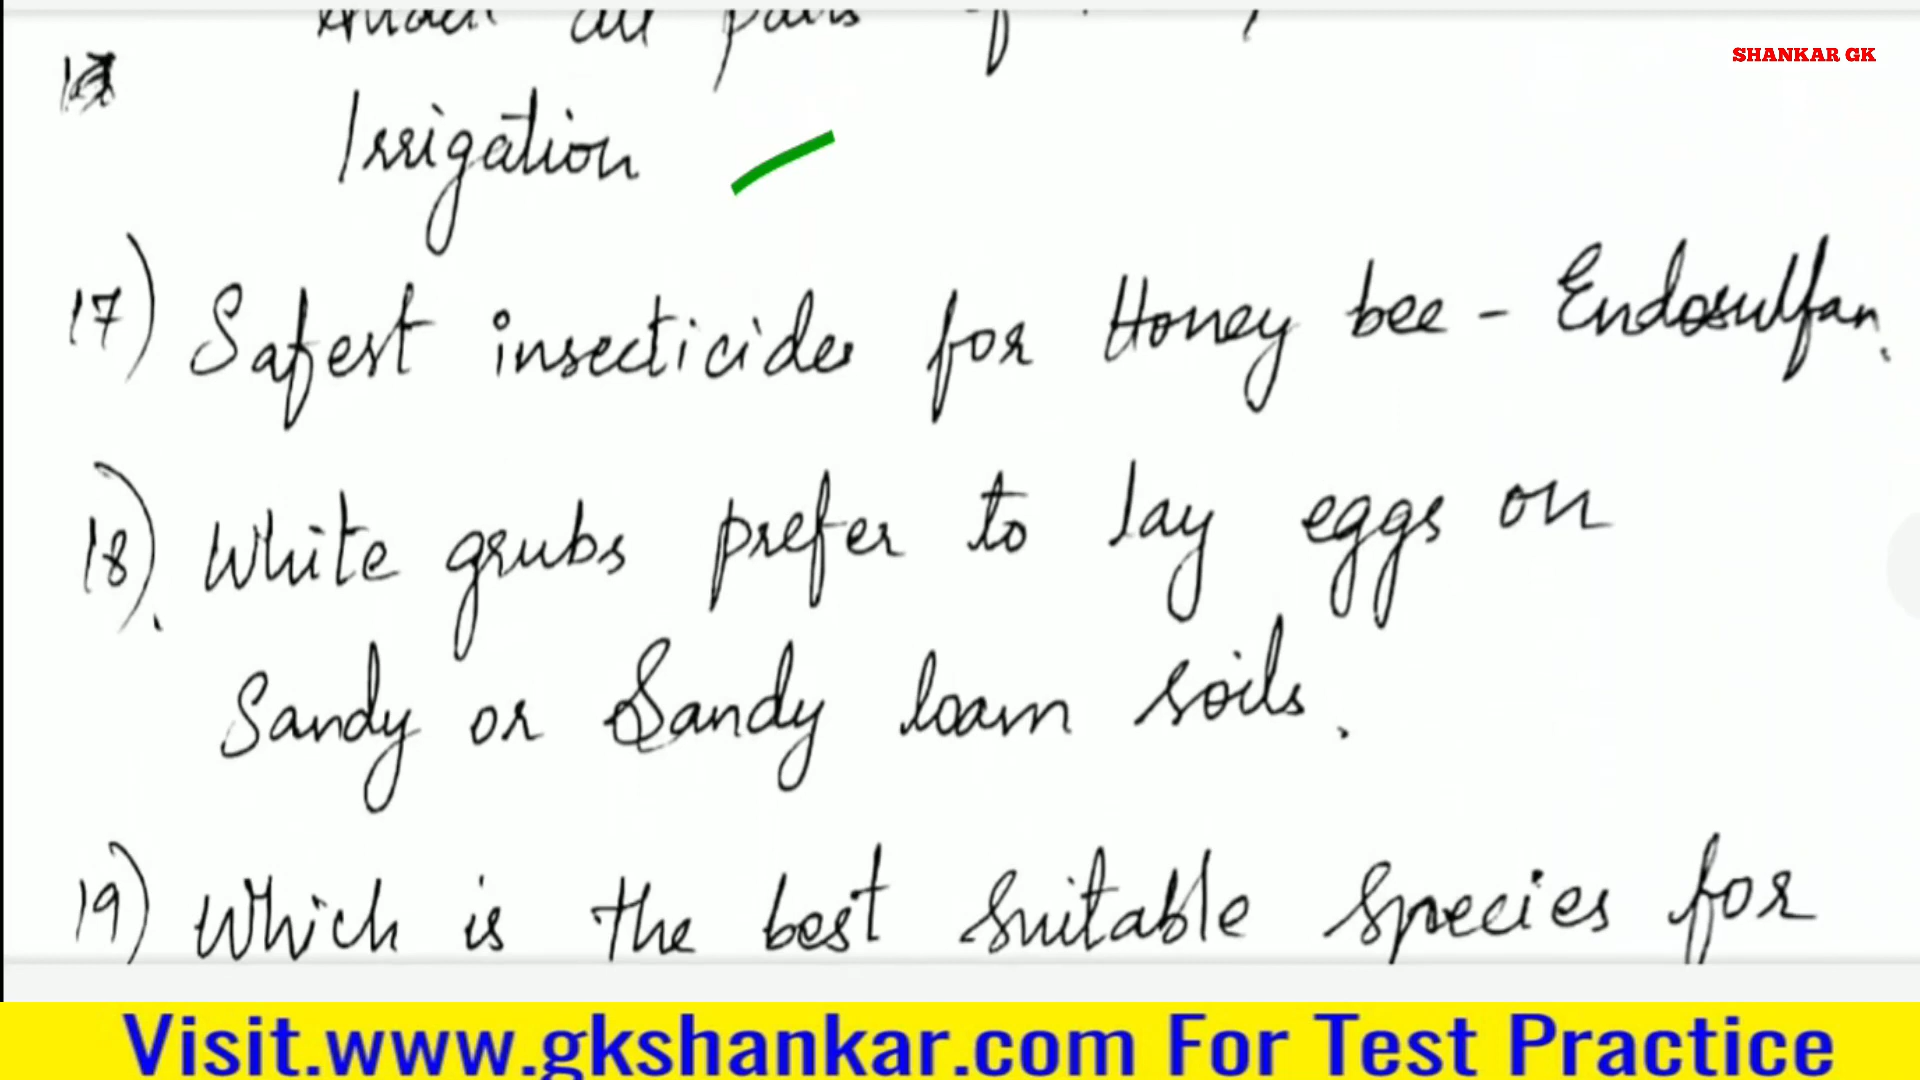 all of
SHANKAR GK
Irrigation
17) Safest insecticide for Honey bee - Endosulfan.
18). White grubs prefer to lay eggs on
Sandy or Sandy loam soils.
19) Which is the best suitable species for
Visit.www.gkshankar.com For Test Practice